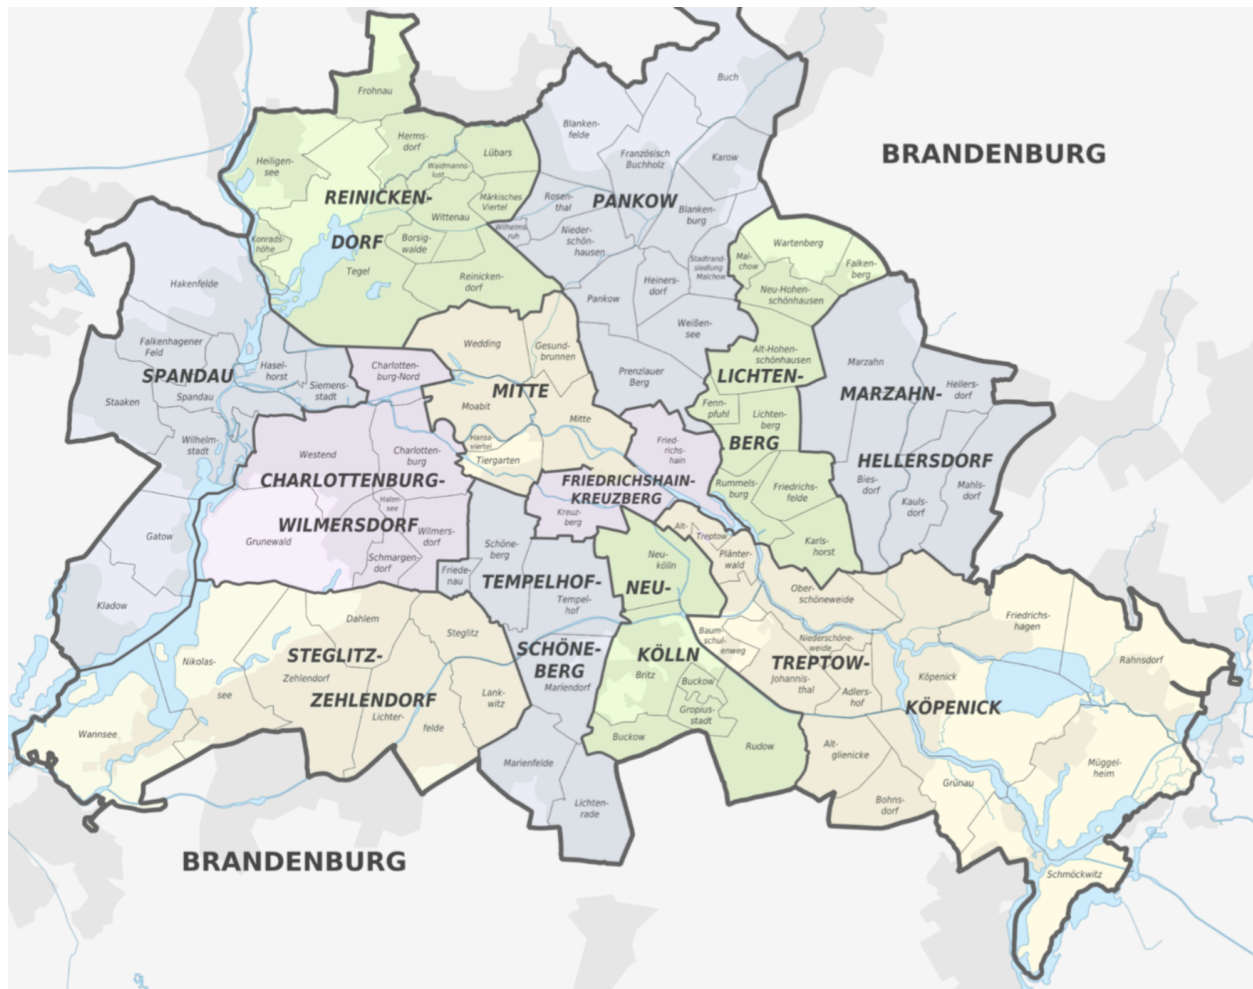 Buch
Frohnau
Blanken-
felde
Herms-
dorf
Lübars
Französisch
Buchholz
Karow
BRANDENBURG
Heiligen-
see
Waidmanns-
lust
REINICKEN-
DORF
Märkisches
Viertel
Rosen-
thal
PANKOW
Wittenau
Blanken-
burg
Wilhelms-
ruh
Nieder-
schön-
hausen
Konrads-
höhe
Borsig-
walde
Wartenberg
Mal-
chow
Falken-
berg
Stadtrand-
siedlung
Malchow
Tegel
Reinicken-
dorf
Hakenfelde
Heiners-
dorf
Neu-Hohen-
schönhausen
Pankow
Weißen-
see
Falkenhagener
Feld
Wedding
Gesund-
brunnen
Alt-Hohen-
schönhausen
Marzahn
SPANDAU
Hasel-
horst
Charlotten-
burg-Nord
Prenzlauer
Berg
LICHTEN-
BERG
Siemens-
stadt
MITTE
MARZAHN-
HELLERSDORF
Hellers-
dorf
Staaken
Spandau
Moabit
Mitte
Fenn-
pfuhl
Lichten-
berg
Wilhelm-
stadt
Hansa-
viertel
Tiergarten
Fried-
richs-
hain
Westend
Charlotten-
burg
CHARLOTTENBURG-
WILMERSDORF
FRIEDRICHSHAIN-
KREUZBERG
Rummels-
burg
Friedrichs-
felde
Bies-
dorf
Kauls-
dorf
Mahls-
dorf
Halen-
see
Kreuz-
berg
Gatow
Grunewald
Wilmers-
dorf
Schmargen-
dorf
Schöne-
berg
Alt-
Treptow
Karls-
horst
Neu-
kölln
Plänter-
wald
Friede-
nau
TEMPELHOF-
SCHÖNE-
BERG
NEU-
KÖLLN
Ober-
schöneweide
Kladow
Tempel-
hof
Friedrichs-
hagen
Dahlem
Steglitz
Baum-
schul-
enweg
Niederschöne-
weide
STEGLITZ-
ZEHLENDORF
TREPTOW-
KÖPENICK
Rahnsdorf
Nikolas-
see
Zehlendorf
Britz
Buckow
Johannis-
thal
Köpenick
Lank-
witz
Mariendorf
Adlers-
hof
Lichter-
felde
Gropius-
stadt
Wannsee
Buckow
Rudow
Alt-
glienicke
Marienfelde
Müggel-
heim
Grünau
Lichten-
rade
Bohns-
dorf
BRANDENBURG
Schmöckwitz